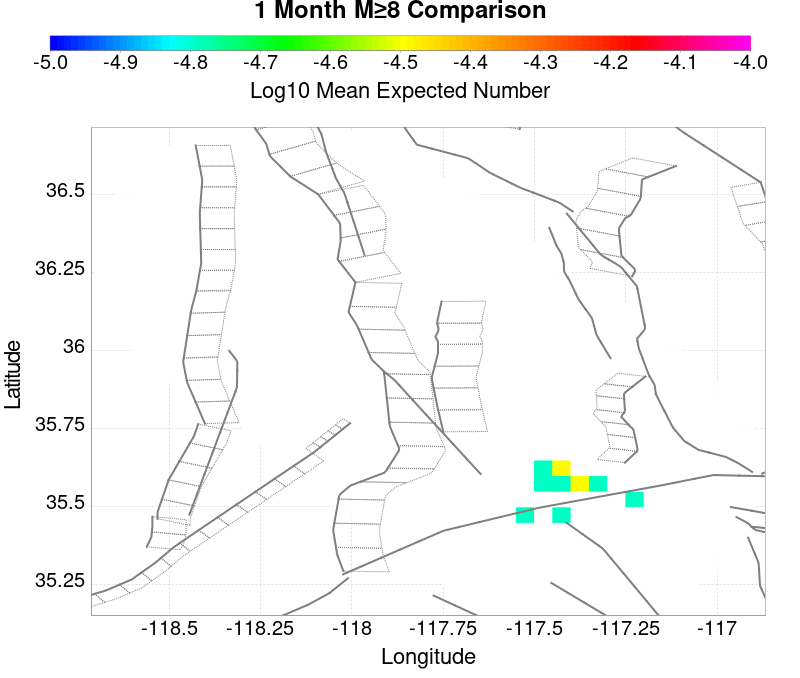 1 Month M≥8 Comparison
-5.0 -4.9 -4.8 -4.7 -4.6 -4.5 -4.4 -4.3 -4.2 -4.1 -4.0
Log10 Mean Expected Number
36.5
36.25
36
35.75
35.5
35.25
Latitude
-118.5 -118.25 -118 -117.75 -117.5 -117.25 -117
Longitude